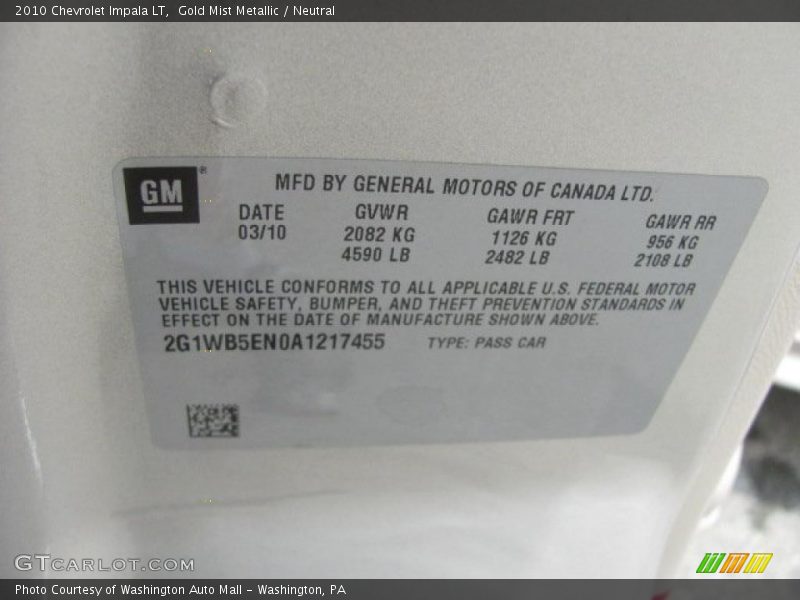 2010 Chevrolet Impala LT,  Gold Mist Metallic / Neutral
GM®
MFD BY GENERAL MOTORS OF CANADA LTD.
DATE GVWR GAWR FRT GAWR RR
03/10 2082 KG 1126 KG 956 KG
4590 LB 2482 LB 2108 LB
THIS VEHICLE CONFORMS TO ALL APPLICABLE U.S. FEDERAL MOTOR
VEHICLE SAFETY, BUMPER, AND THEFT PREVENTION STANDARDS IN
EFFECT ON THE DATE OF MANUFACTURE SHOWN ABOVE.
2G1WB5EN0A1217455 TYPE: PASS CAR
GTCARLOT.COM
Photo Courtesy of Washington Auto Mall - Washington, PA